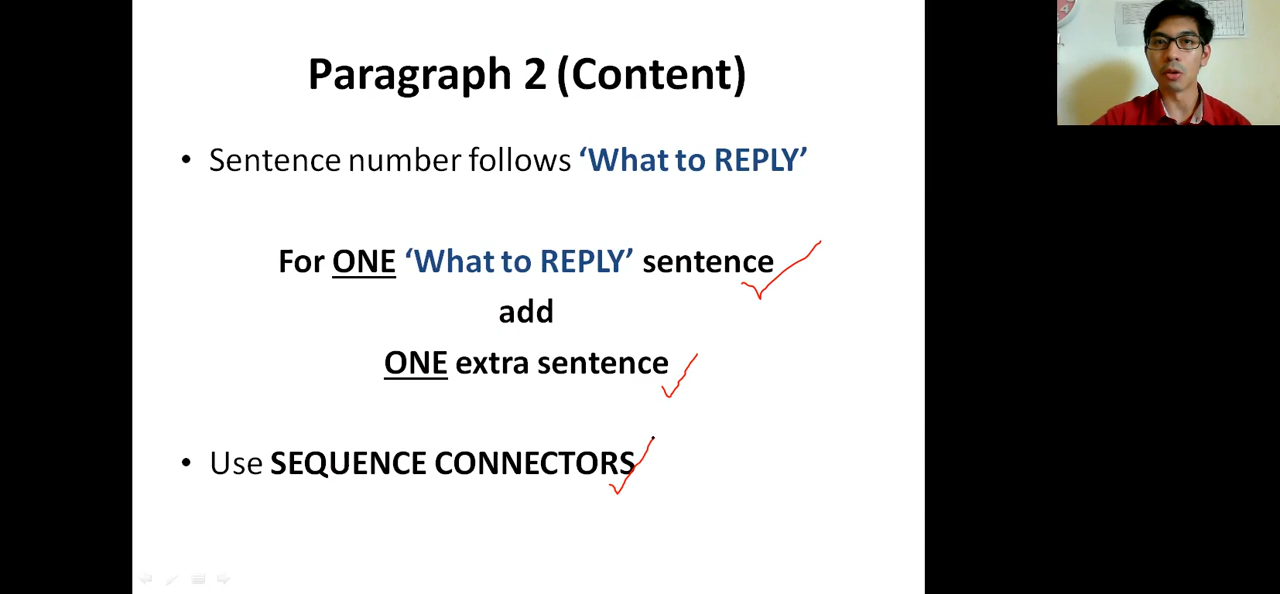 Paragraph 2 (Content)
• Sentence number follows ‘What to REPLY’
For ONE ‘What to REPLY’ sentence
add
ONE extra sentence
• Use SEQUENCE CONNECTORS